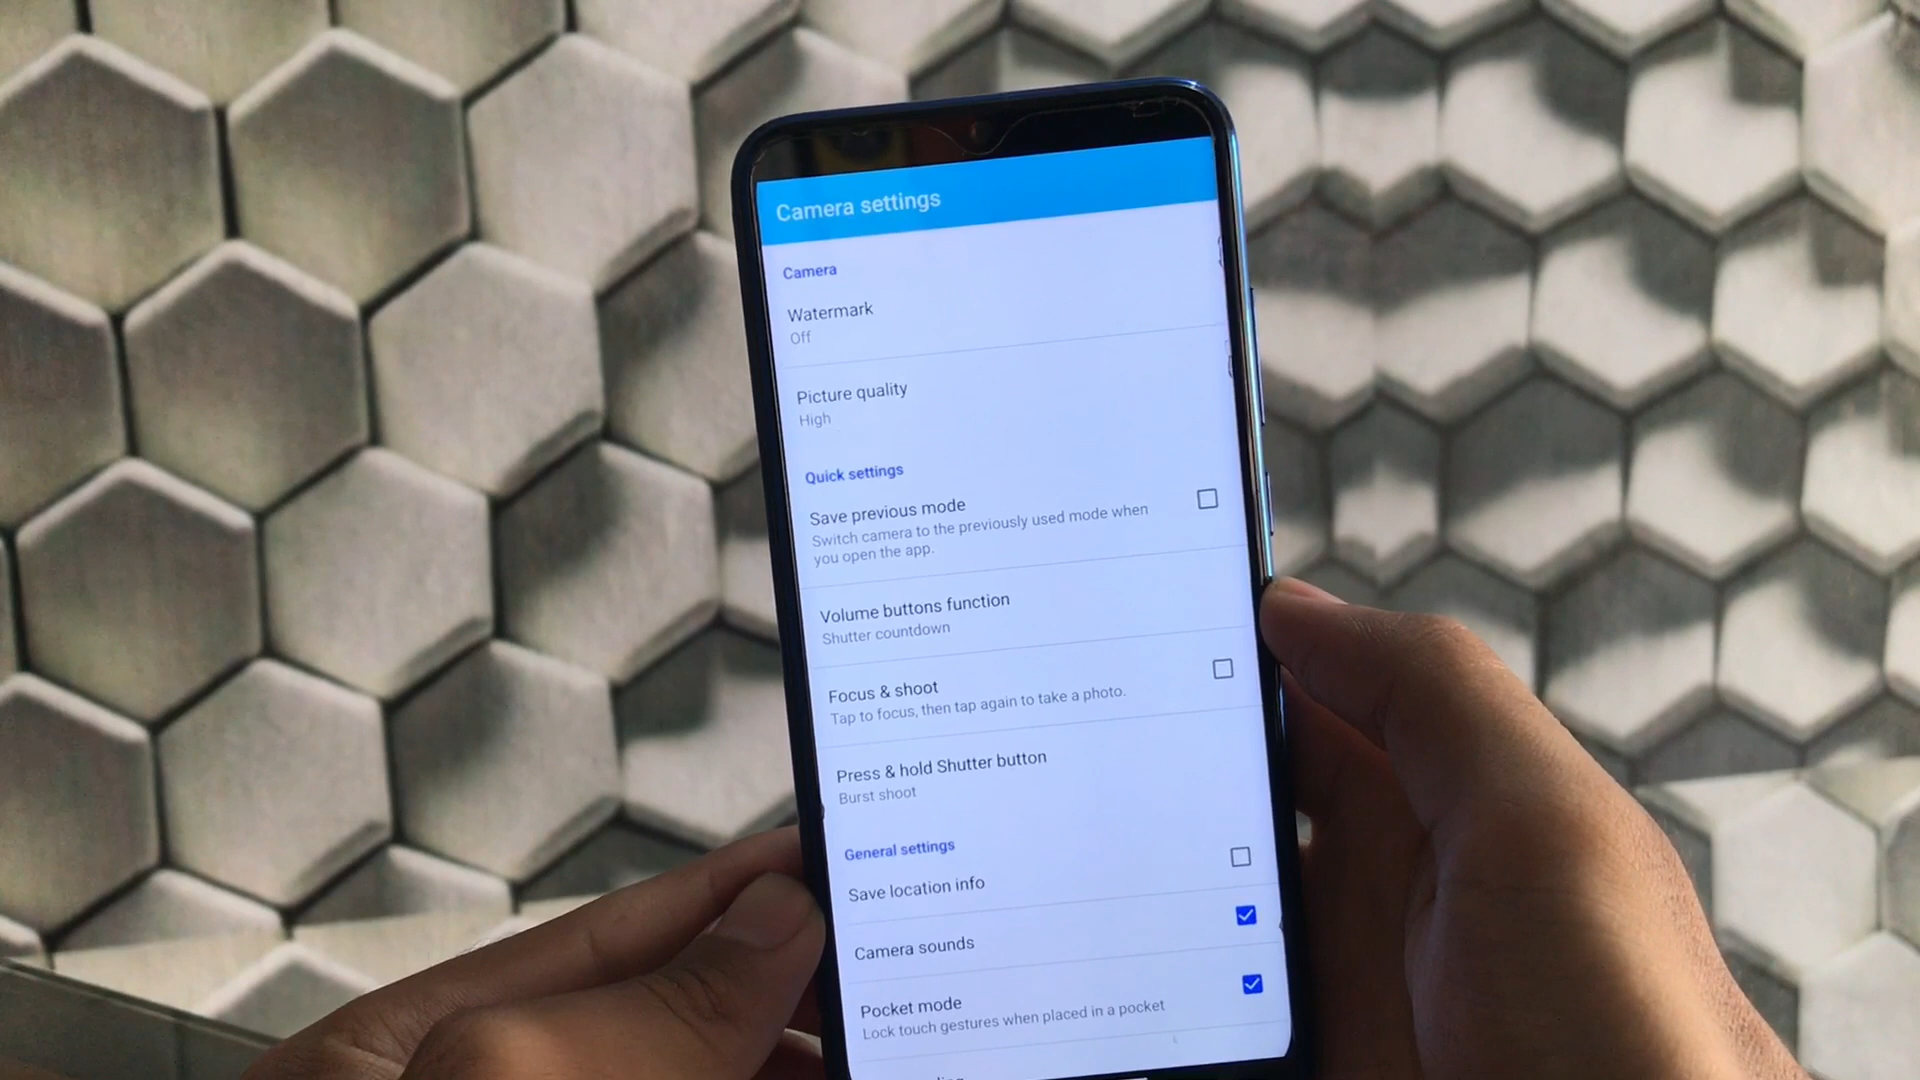 Camera settings
Camera
Watermark
Off
Picture quality
High
Quick settings
Save previous mode
Switch camera to the previously used mode when
you open the app.
Volume buttons function
Shutter countdown
Focus & shoot
Tap to focus, then tap again to take a photo.
Press & hold Shutter button
Burst shoot
General settings
Save location info
Camera sounds
Pocket mode
Lock touch gestures when placed in a pocket